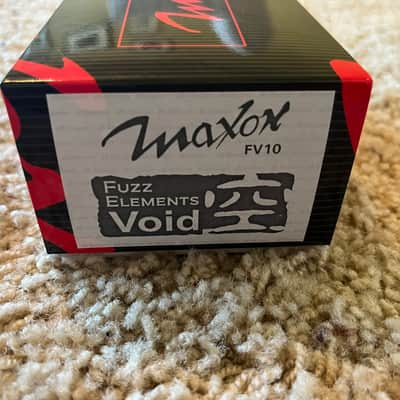 maxon
FV10
Fuzz
Elements
Void
空